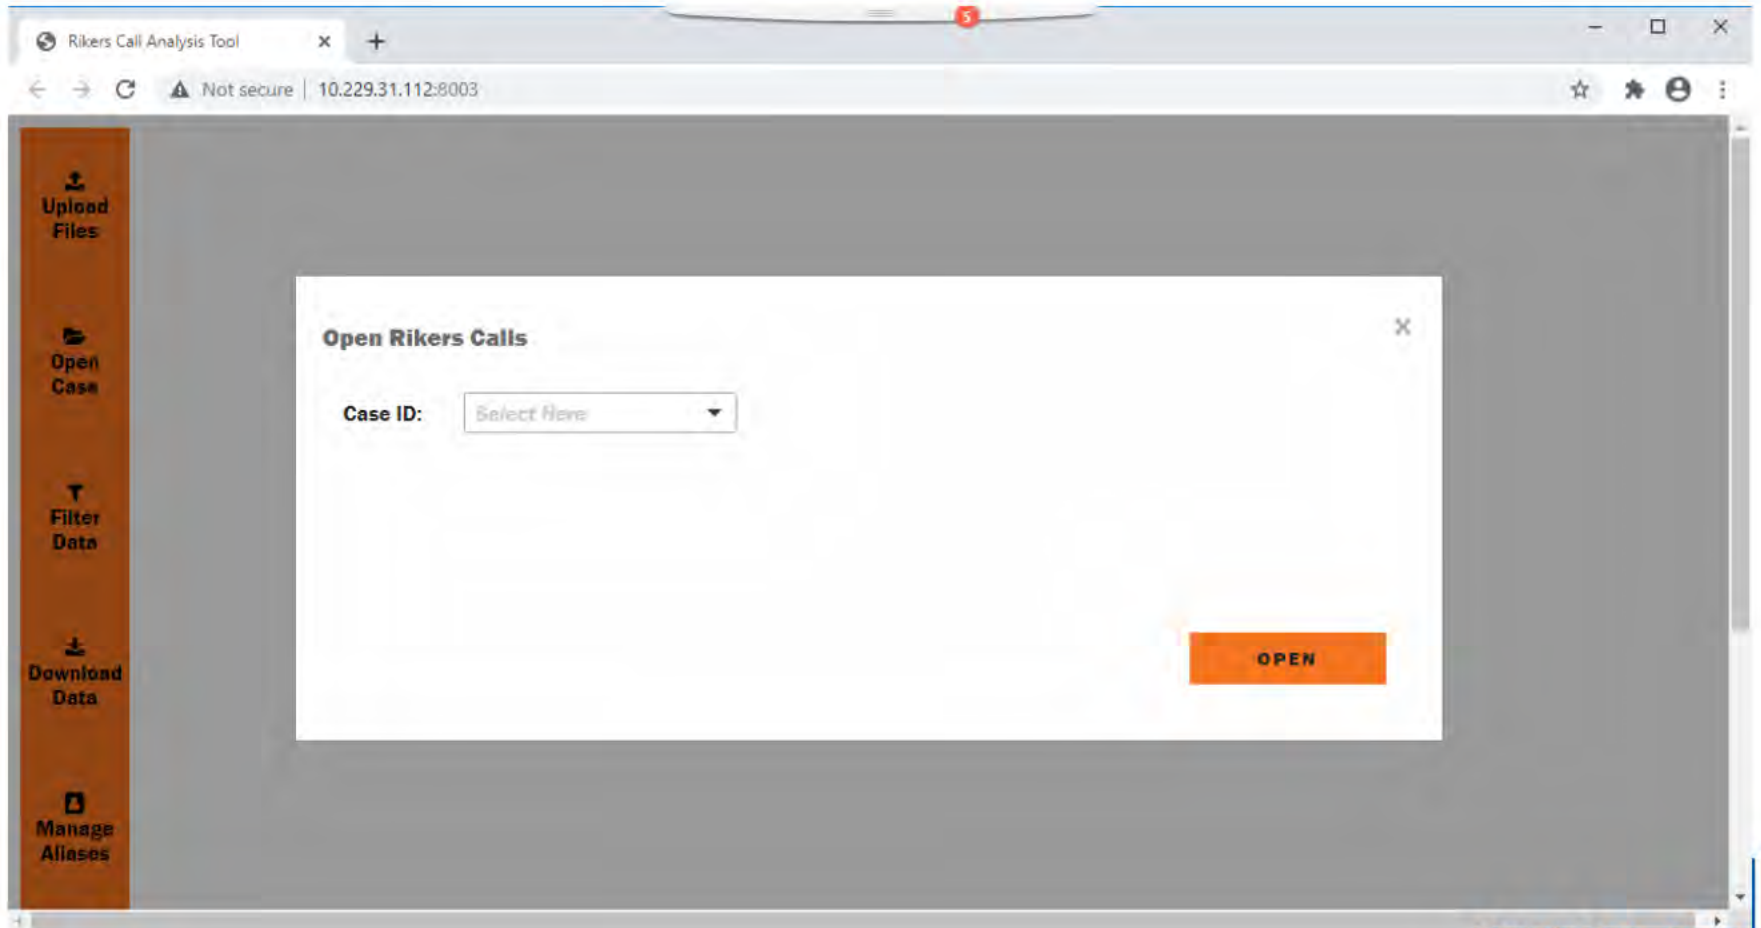 5
Rikers Call Analysis Tool
Not secure | 10.229.31.112:8003
Upload
Files
Open
Case
Filter
Data
Download
Data
Manage
Aliases
Open Rikers Calls
Case ID: Select Here
OPEN